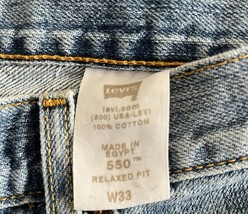 Levi's
levi.com
(800) USA-LEVI
100% COTTON
MADE IN
EGYPT
550™
RELAXED FIT
W33